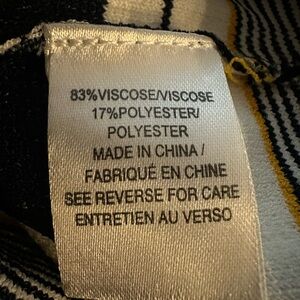 83%VISCOSE/VISCOSE
17%POLYESTER/
POLYESTER
MADE IN CHINA /
FABRIQUÉ EN CHINE
SEE REVERSE FOR CARE
ENTRETIEN AU VERSO